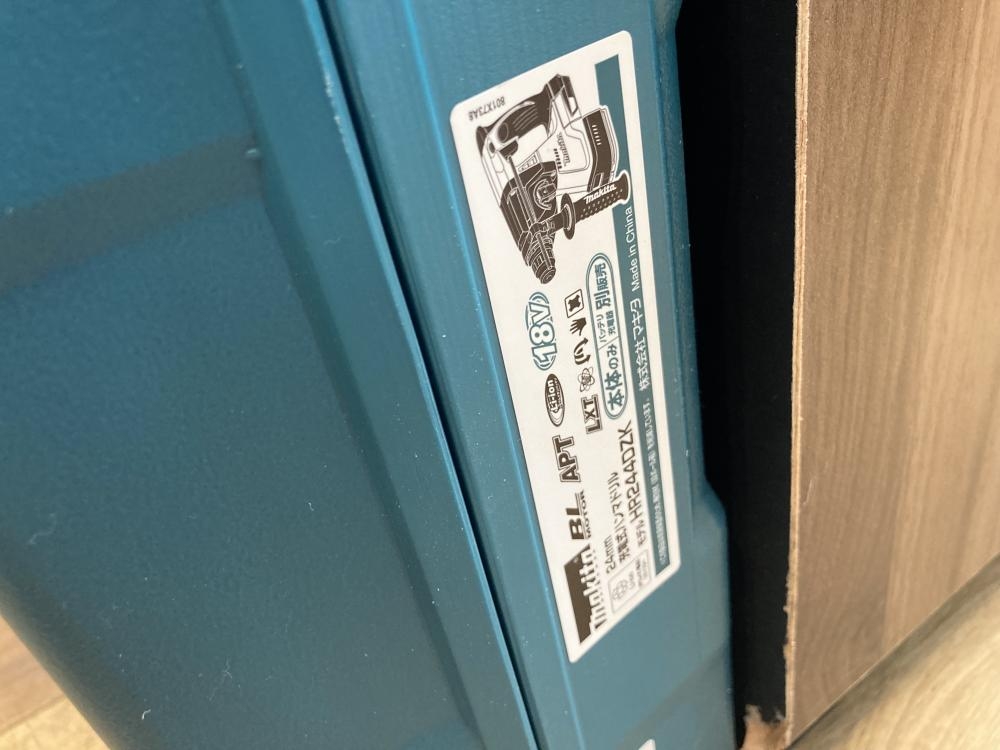 makita BL MOTOR APT Li-ion 18V
24mm
充電式ハンマドリル
モデル HR244DZK
LXT
本体のみ バッテリ 充電器 別販売
株式会社マキタ Made in China
makita
801X73A8